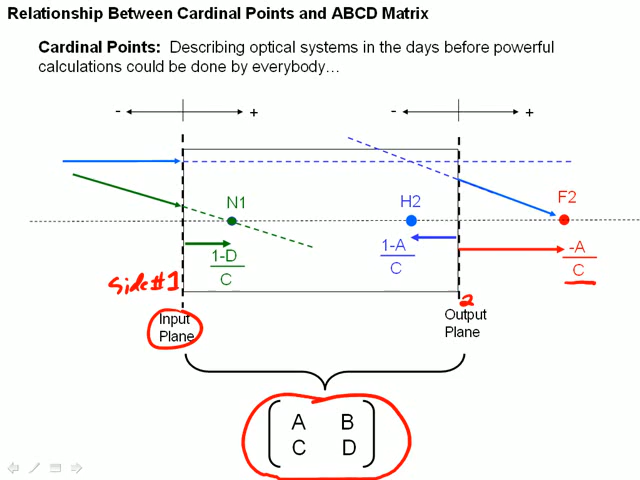 Relationship Between Cardinal Points and ABCD Matrix
Cardinal Points: Describing optical systems in the days before powerful
calculations could be done by everybody…
- + - +
N1 H2 F2
1-D 1-A -A
C C C
Side #1 2
Input Output
Plane Plane
A B
C D